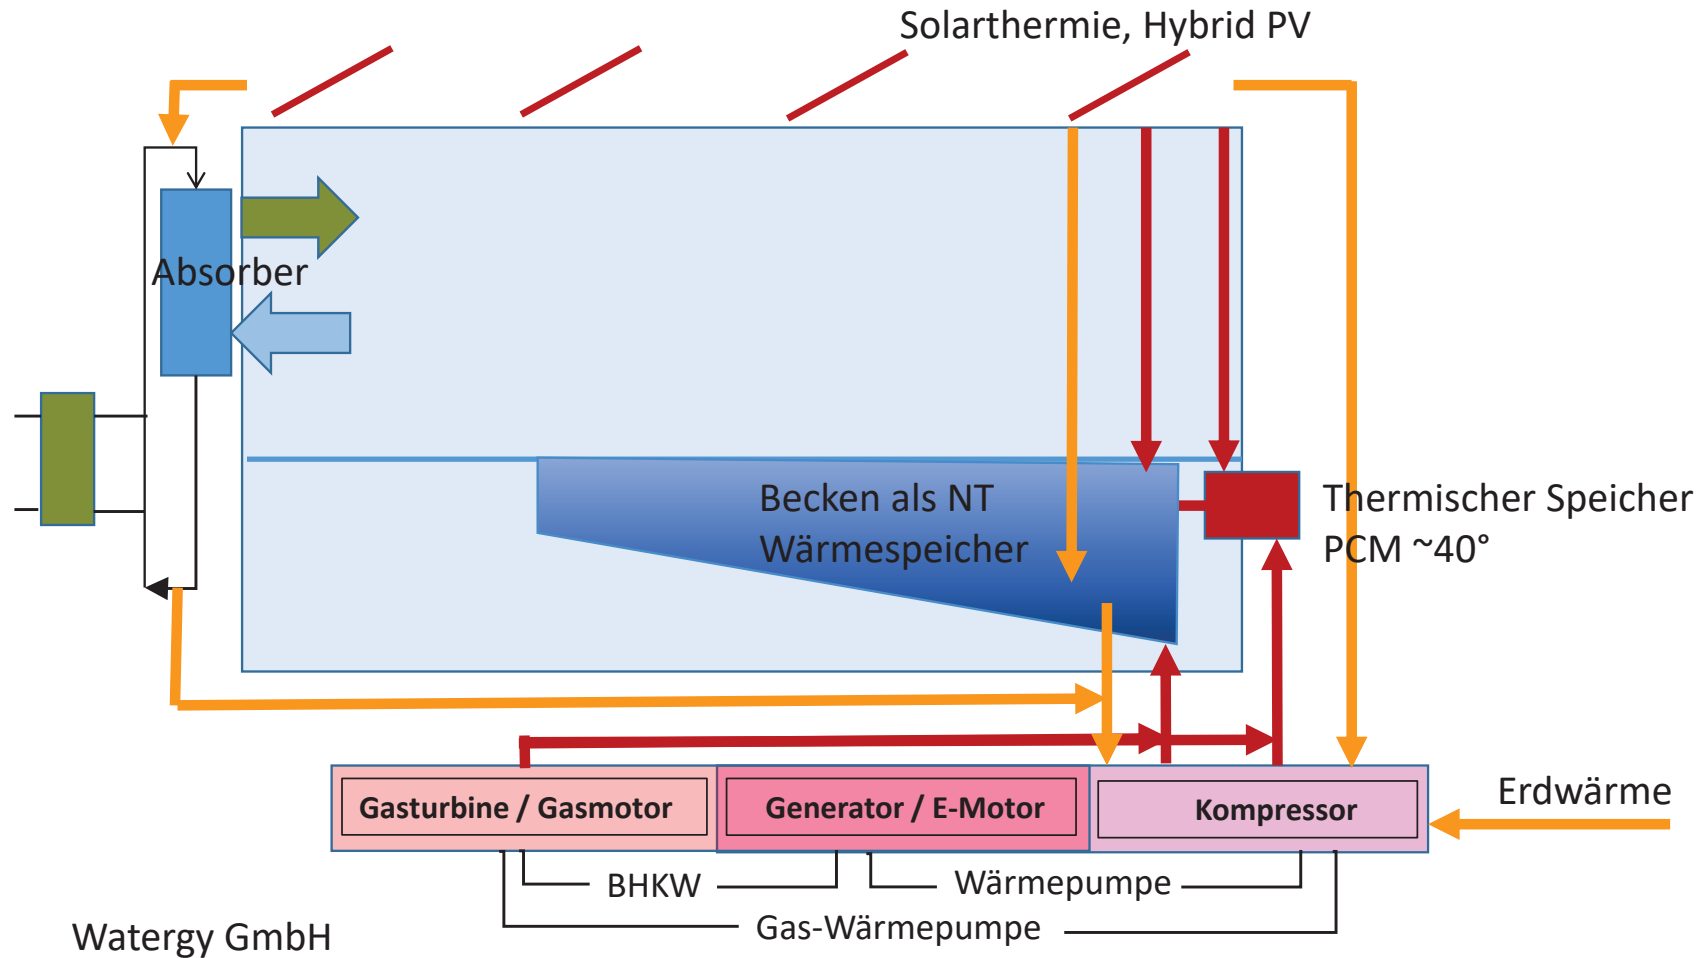 Solarthermie, Hybrid PV
Absorber
Becken als NT
Wärmespeicher
Thermischer Speicher
PCM ~40°
Erdwärme
Gasturbine / Gasmotor
Generator / E-Motor
Kompressor
BHKW
Wärmepumpe
Gas-Wärmepumpe
Watergy GmbH